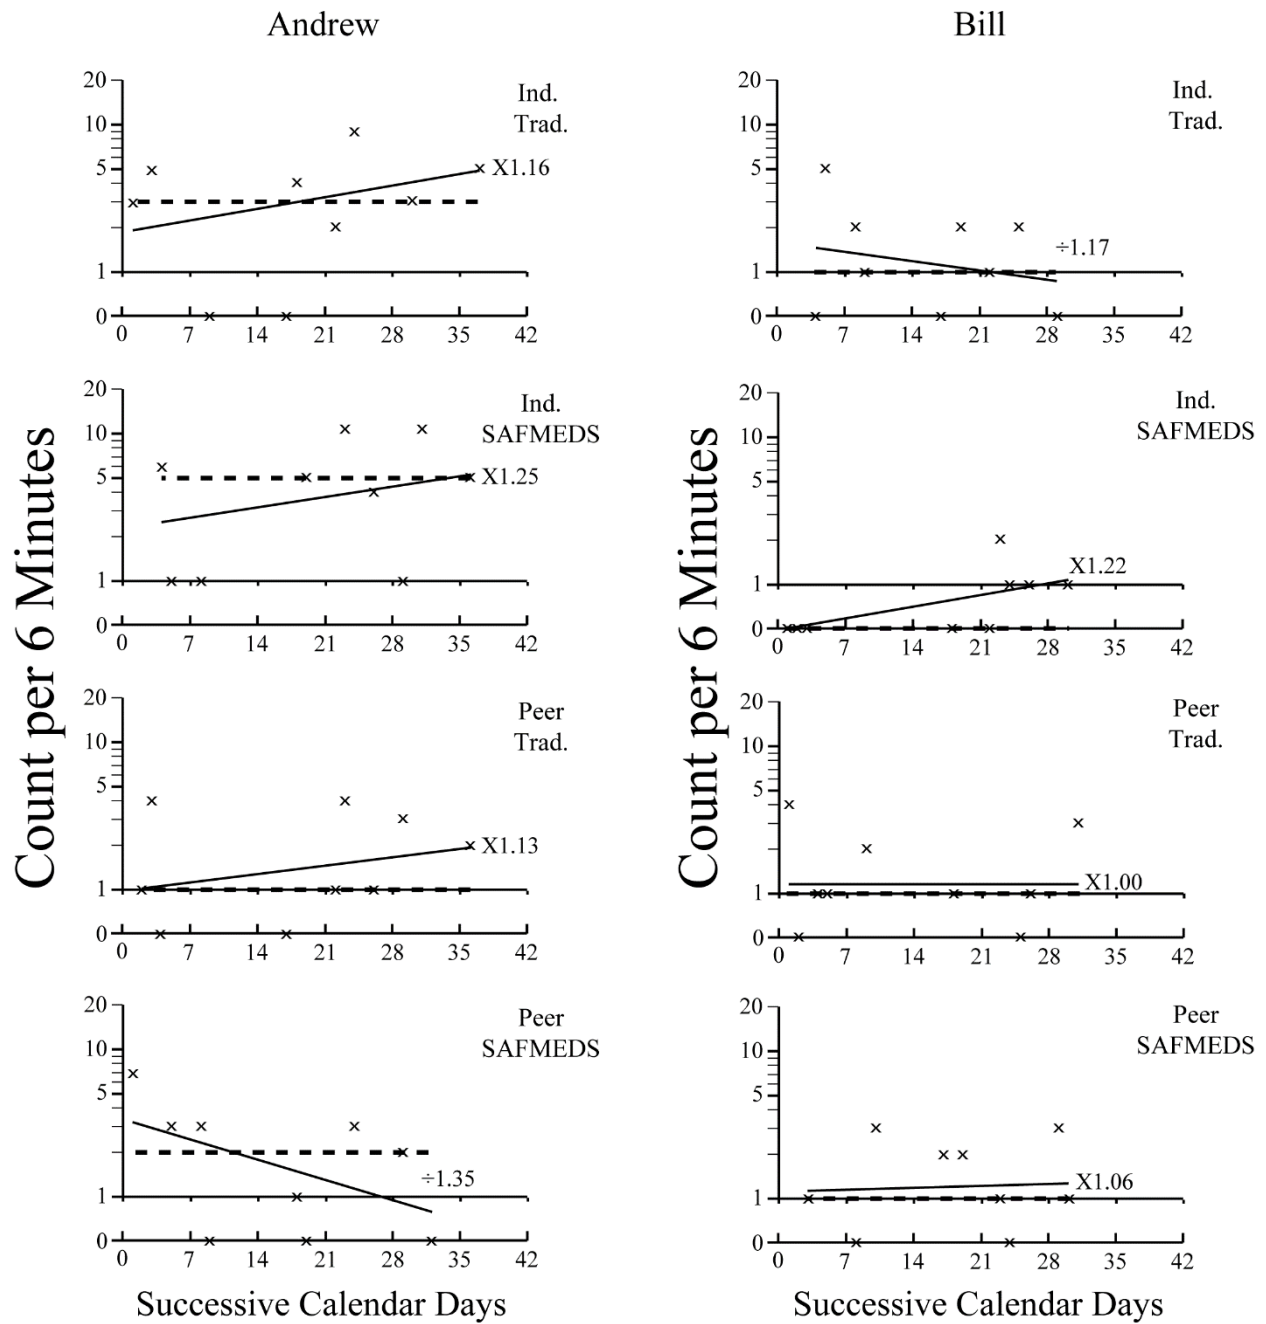 Andrew
Bill
Count per 6 Minutes
20
10
5
1
0
0 7 14 21 28 35 42
Ind.
Trad.
X1.16
20
10
5
1
0
0 7 14 21 28 35 42
Ind.
SAFMEDS
X1.25
20
10
5
1
0
0 7 14 21 28 35 42
Peer
Trad.
X1.13
20
10
5
1
0
0 7 14 21 28 35 42
Peer
SAFMEDS
÷1.35
Successive Calendar Days
Count per 6 Minutes
20
10
5
1
0
0 7 14 21 28 35 42
Ind.
Trad.
÷1.17
20
10
5
1
0
0 7 14 21 28 35 42
Ind.
SAFMEDS
X1.22
20
10
5
1
0
0 7 14 21 28 35 42
Peer
Trad.
X1.00
20
10
5
1
0
0 7 14 21 28 35 42
Peer
SAFMEDS
X1.06
Successive Calendar Days